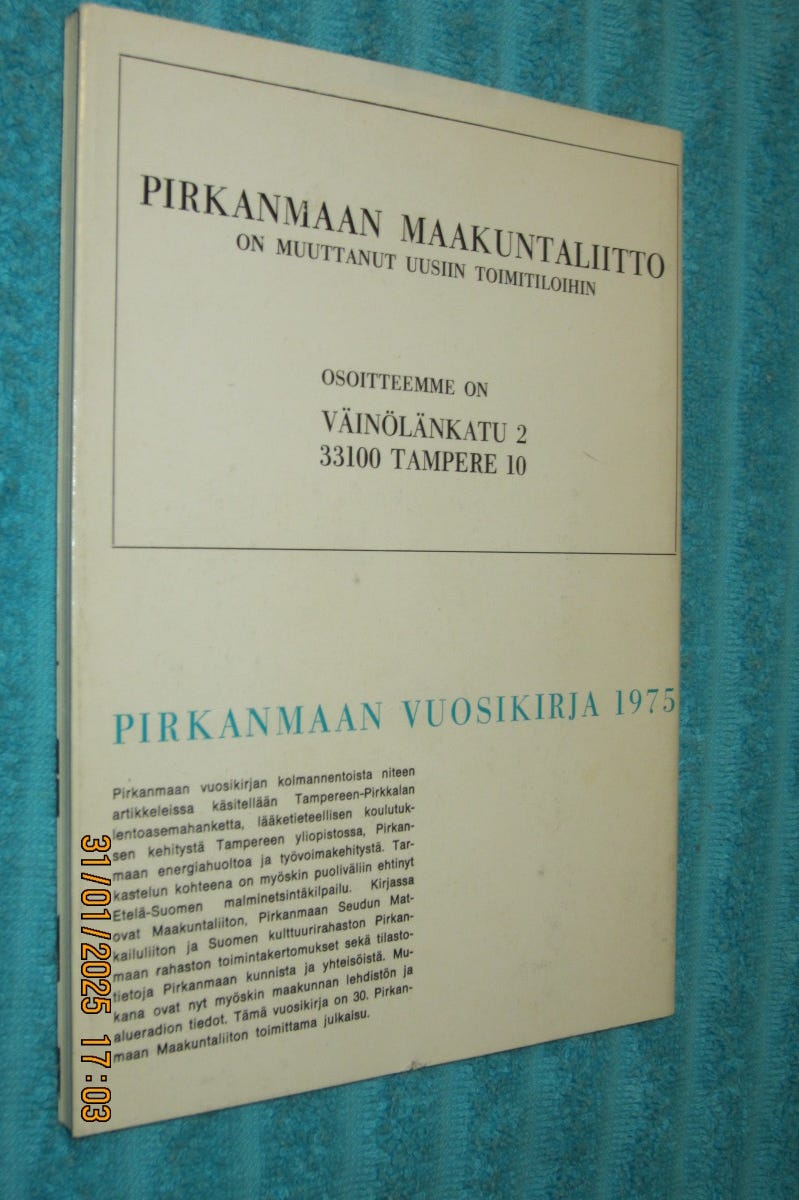 PIRKANMAAN MAAKUNTALIITTO
ON MUUTTANUT UUSIIN TOIMITILOIHIN
OSOITTEEMME ON
VÄINÖLÄNKATU 2
33100 TAMPERE 10
PIRKANMAAN VUOSIKIRJA 1975
Pirkanmaan vuosikirjan kolmannentoista niteen
artikkeleissa käsitellään Tampereen-Pirkkalan
lentoasemahanketta, lääketieteellisen koulutuk-
sen kehitystä Tampereen yliopistossa, Pirkan-
maan energiahuoltoa ja työvoimakehitystä. Tar-
kastelun kohteena on myöskin puoliväliin ehtinyt
Etelä-Suomen malminetsintäkilpailu. Kirjassa
ovat Maakuntaliiton, Pirkanmaan Seudun Mat-
kailuliiton ja Suomen kulttuurirahaston Pirkan-
maan rahaston toimintakertomukset sekä tilasto-
tietoja Pirkanmaan kunnista ja yhteisöistä. Mu-
kana ovat nyt myöskin maakunnan lehdistön ja
alueradion tiedot. Tämä vuosikirja on 30. Pirkan-
maan Maakuntaliiton toimittama julkaisu.
31/01/2025 17:03